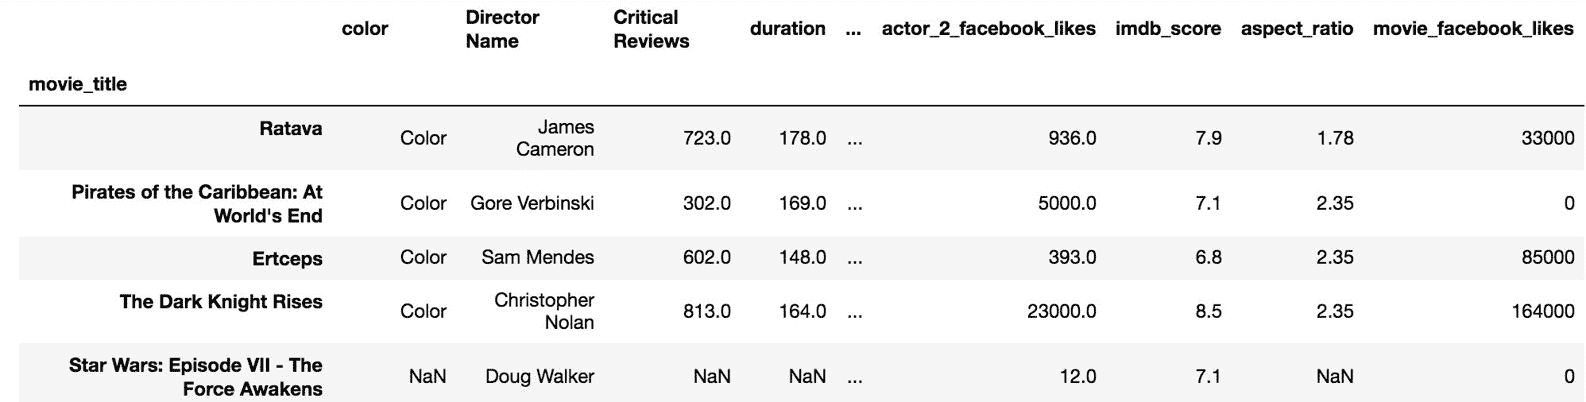 color Director Name Critical Reviews duration ... actor_2_facebook_likes imdb_score aspect_ratio movie_facebook_likes
movie_title
Ratava Color James Cameron 723.0 178.0 ... 936.0 7.9 1.78 33000
Pirates of the Caribbean: At World's End Color Gore Verbinski 302.0 169.0 ... 5000.0 7.1 2.35 0
Ertceps Color Sam Mendes 602.0 148.0 ... 393.0 6.8 2.35 85000
The Dark Knight Rises Color Christopher Nolan 813.0 164.0 ... 23000.0 8.5 2.35 164000
Star Wars: Episode VII - The Force Awakens NaN Doug Walker NaN NaN ... 12.0 7.1 NaN 0